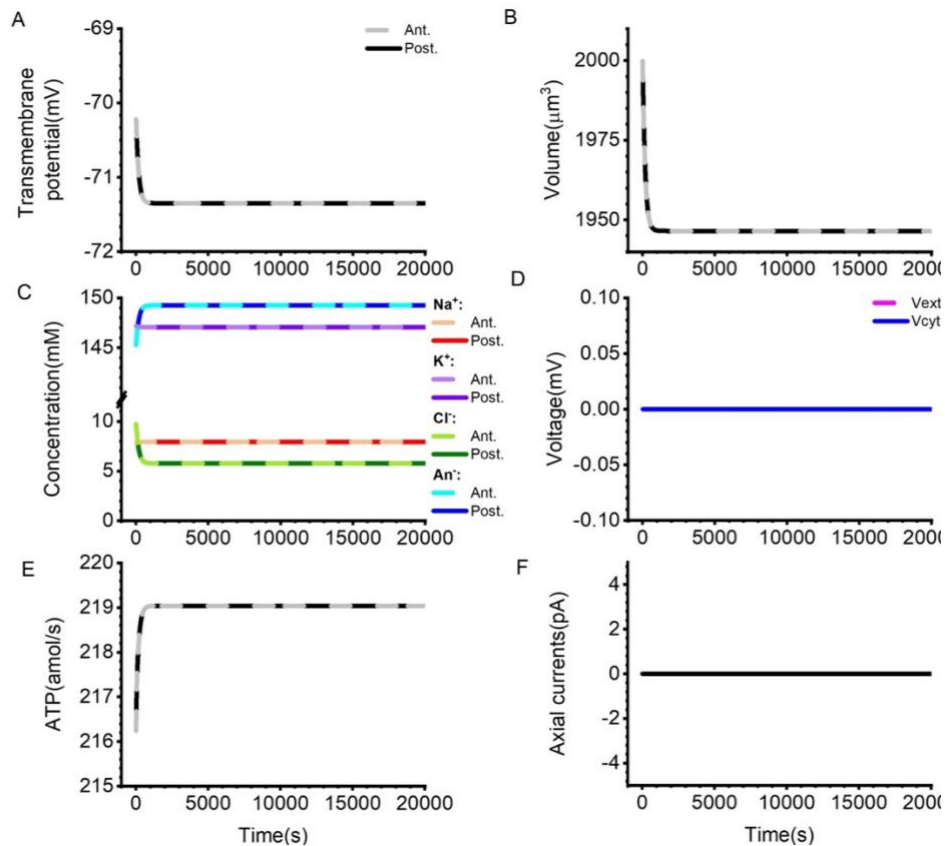 A
Transmembrane
potential(mV)
-69
-70
-71
-72
Ant.
Post.
0 5000 10000 15000 20000
B
Volume(μm³)
2000
1975
1950
0 5000 10000 15000 2000
C
Concentration(mM)
150
145
10
5
0
0 5000 10000 15000 20000
Na⁺:
Ant.
Post.
K⁺:
Ant.
Post.
Cl⁻:
Ant.
Post.
An⁻:
Ant.
Post.
D
Voltage(mV)
0.10
0.05
0.00
-0.05
-0.10
Vext
Vcyt
0 5000 10000 15000 2000
E
ATP(amol/s)
220
219
218
217
216
215
0 5000 10000 15000 20000
Time(s)
F
Axial currents(pA)
4
2
0
-2
-4
0 5000 10000 15000 2000
Time(s)